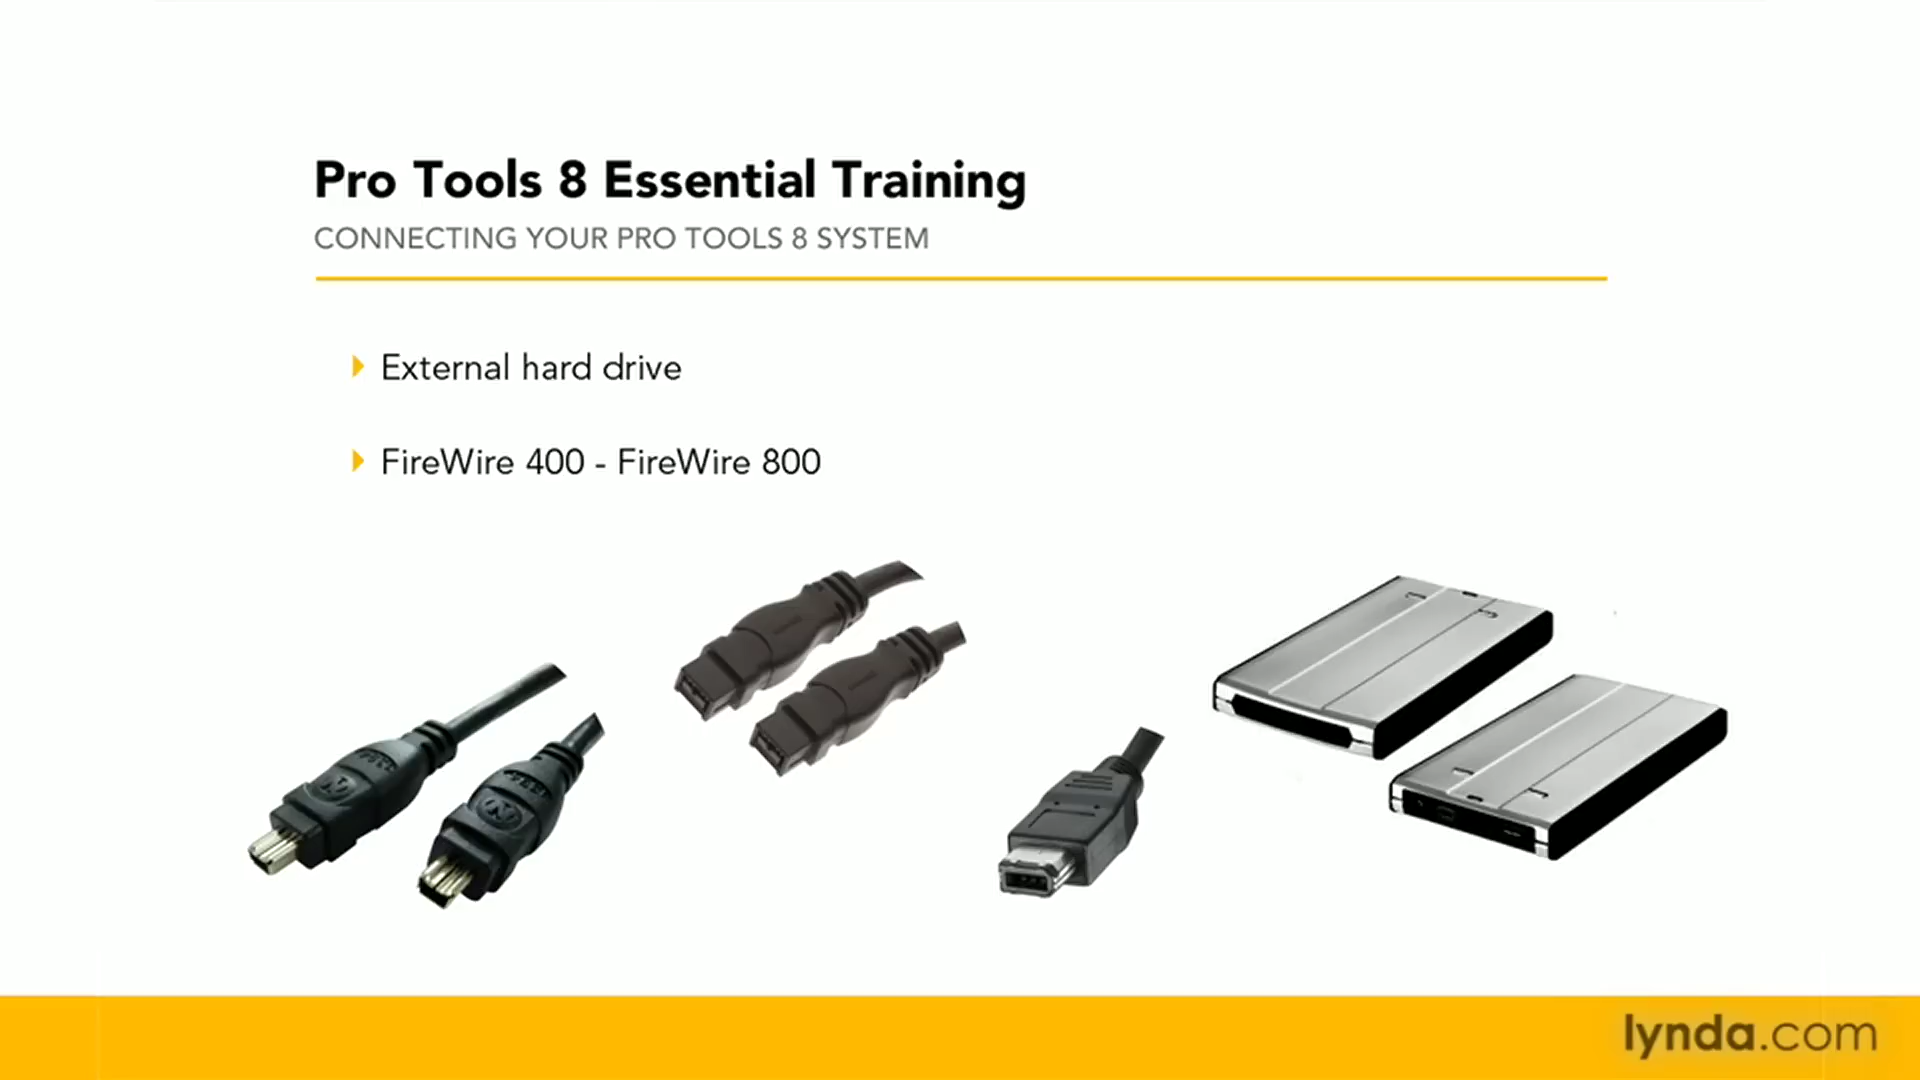 Pro Tools 8 Essential Training
CONNECTING YOUR PRO TOOLS 8 SYSTEM
External hard drive
FireWire 400 - FireWire 800
lynda.com